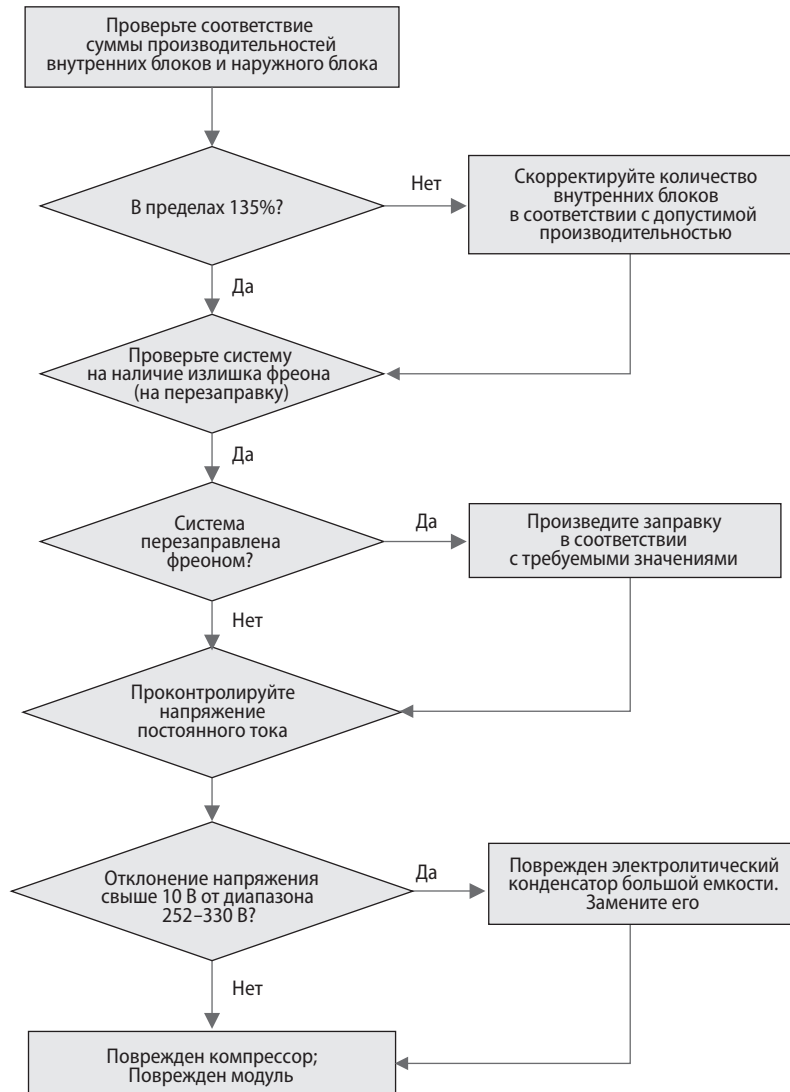 Проверьте соответствие
суммы производительностей
внутренних блоков и наружного блока
В пределах 135%?
Нет
Скорректируйте количество
внутренних блоков
в соответствии с допустимой
производительностью
Да
Проверьте систему
на наличие излишка фреона
(на перезаправку)
Да
Система
перезаправлена
фреоном?
Да
Произведите заправку
в соответствии
с требуемыми значениями
Нет
Проконтролируйте
напряжение
постоянного тока
Отклонение напряжения
свыше 10 В от диапазона
252–330 В?
Да
Поврежден электролитический
конденсатор большой емкости.
Замените его
Нет
Поврежден компрессор;
Поврежден модуль